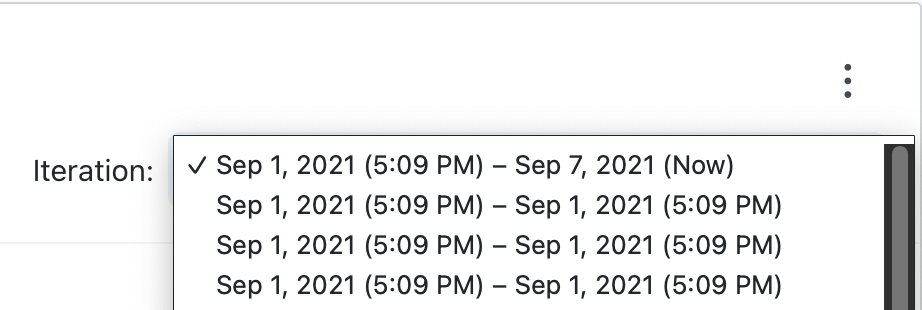 Iteration:
✓ Sep 1, 2021 (5:09 PM) – Sep 7, 2021 (Now)
Sep 1, 2021 (5:09 PM) – Sep 1, 2021 (5:09 PM)
Sep 1, 2021 (5:09 PM) – Sep 1, 2021 (5:09 PM)
Sep 1, 2021 (5:09 PM) – Sep 1, 2021 (5:09 PM)